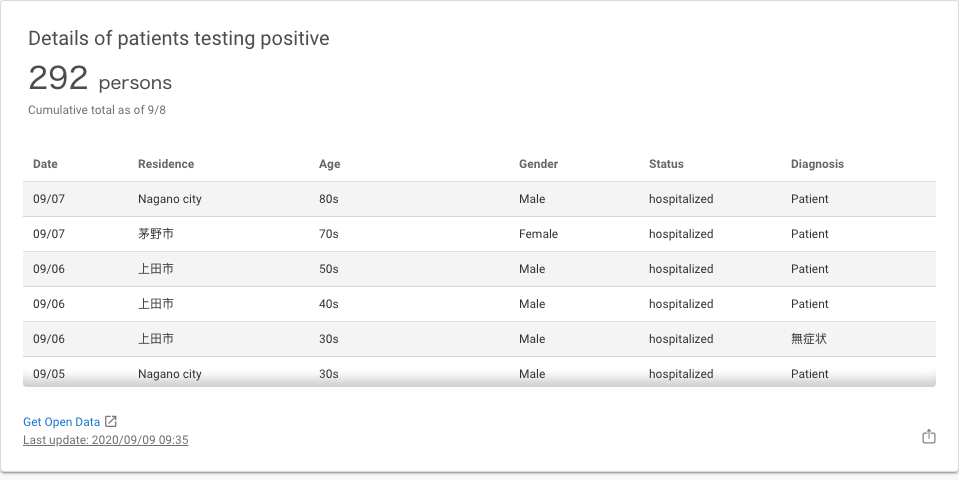 Details of patients testing positive
292 persons
Cumulative total as of 9/8
Date Residence Age Gender Status Diagnosis
09/07 Nagano city 80s Male hospitalized Patient
09/07 茅野市 70s Female hospitalized Patient
09/06 上田市 50s Male hospitalized Patient
09/06 上田市 40s Male hospitalized Patient
09/06 上田市 30s Male hospitalized 無症状
09/05 Nagano city 30s Male hospitalized Patient
Get Open Data
Last update: 2020/09/09 09:35